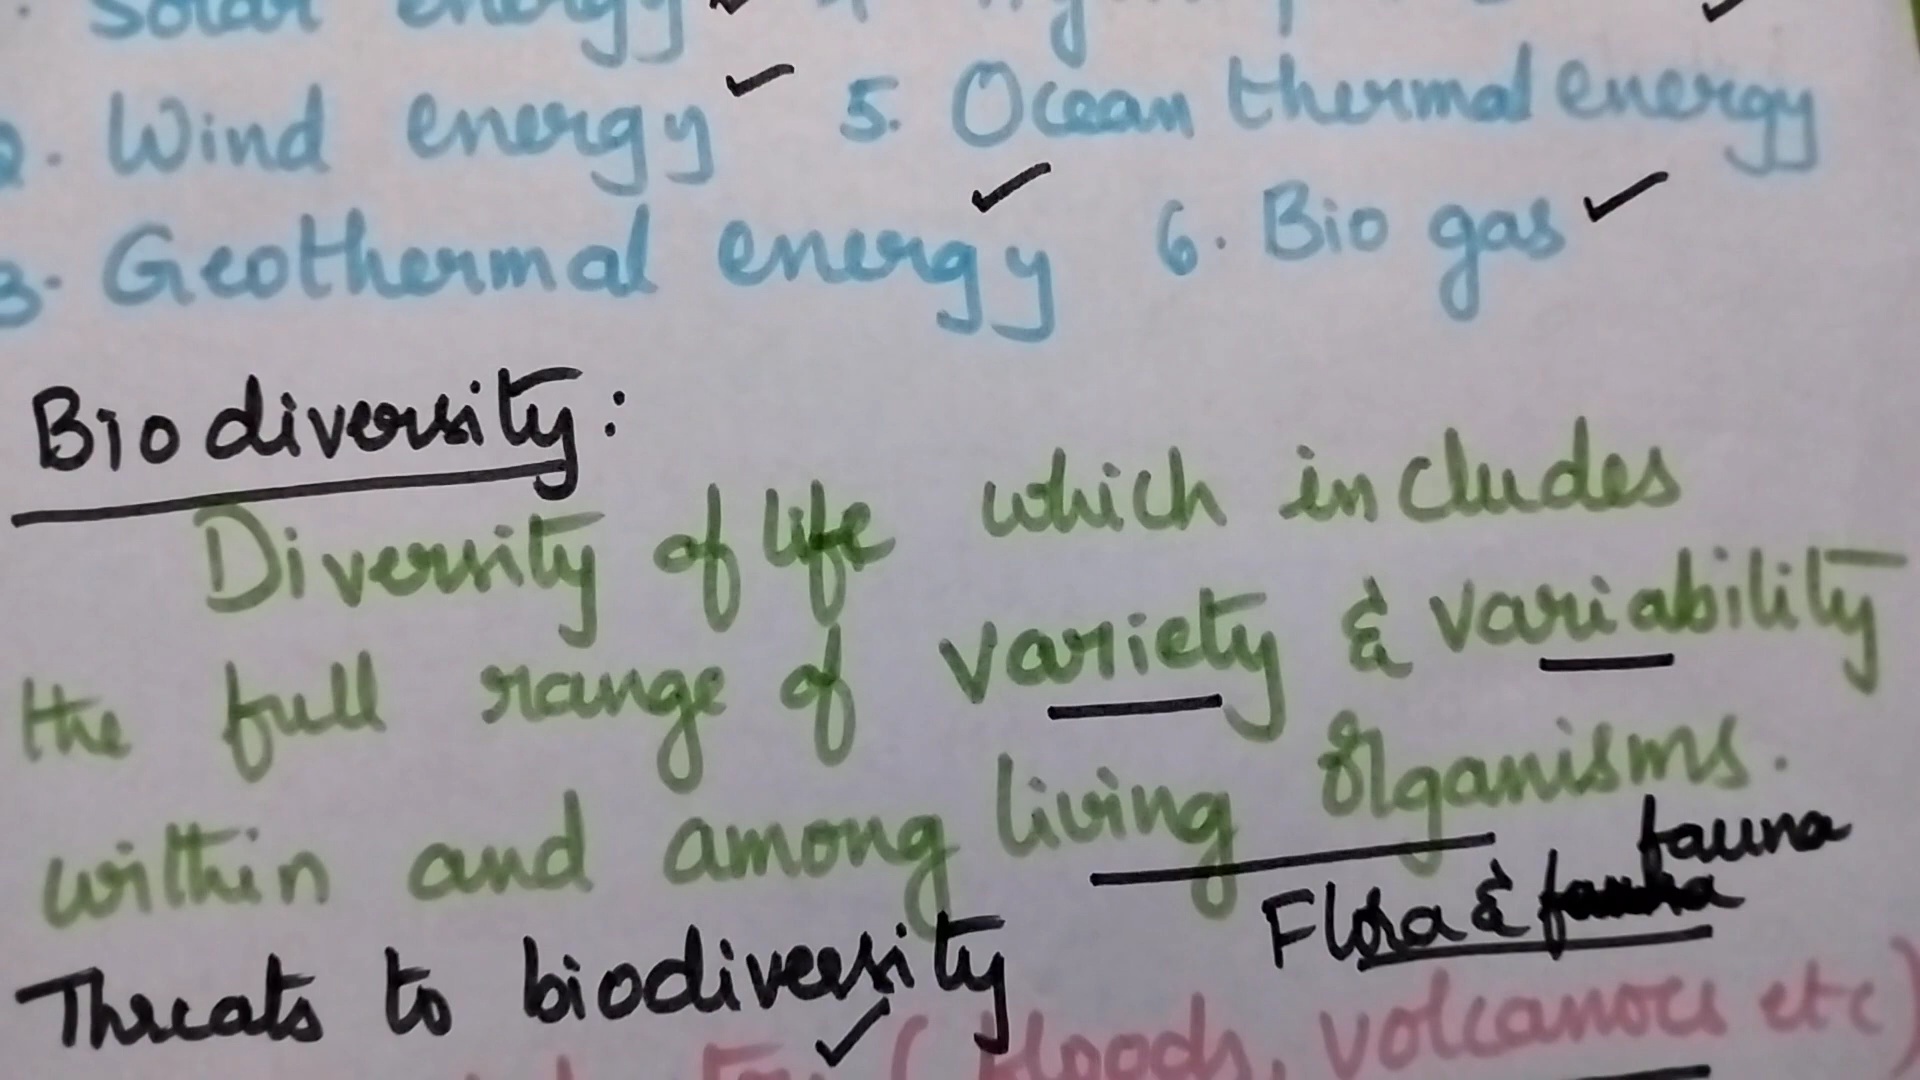 Solar energy
2. Wind energy 5. Ocean thermal energy
3. Geothermal energy 6. Bio gas
Biodiversity:
Diversity of life which includes
the full range of variety & variability
within and among living organisms.
fauna
Flora &
Threats to biodiversity
(floods, volcanoes etc)